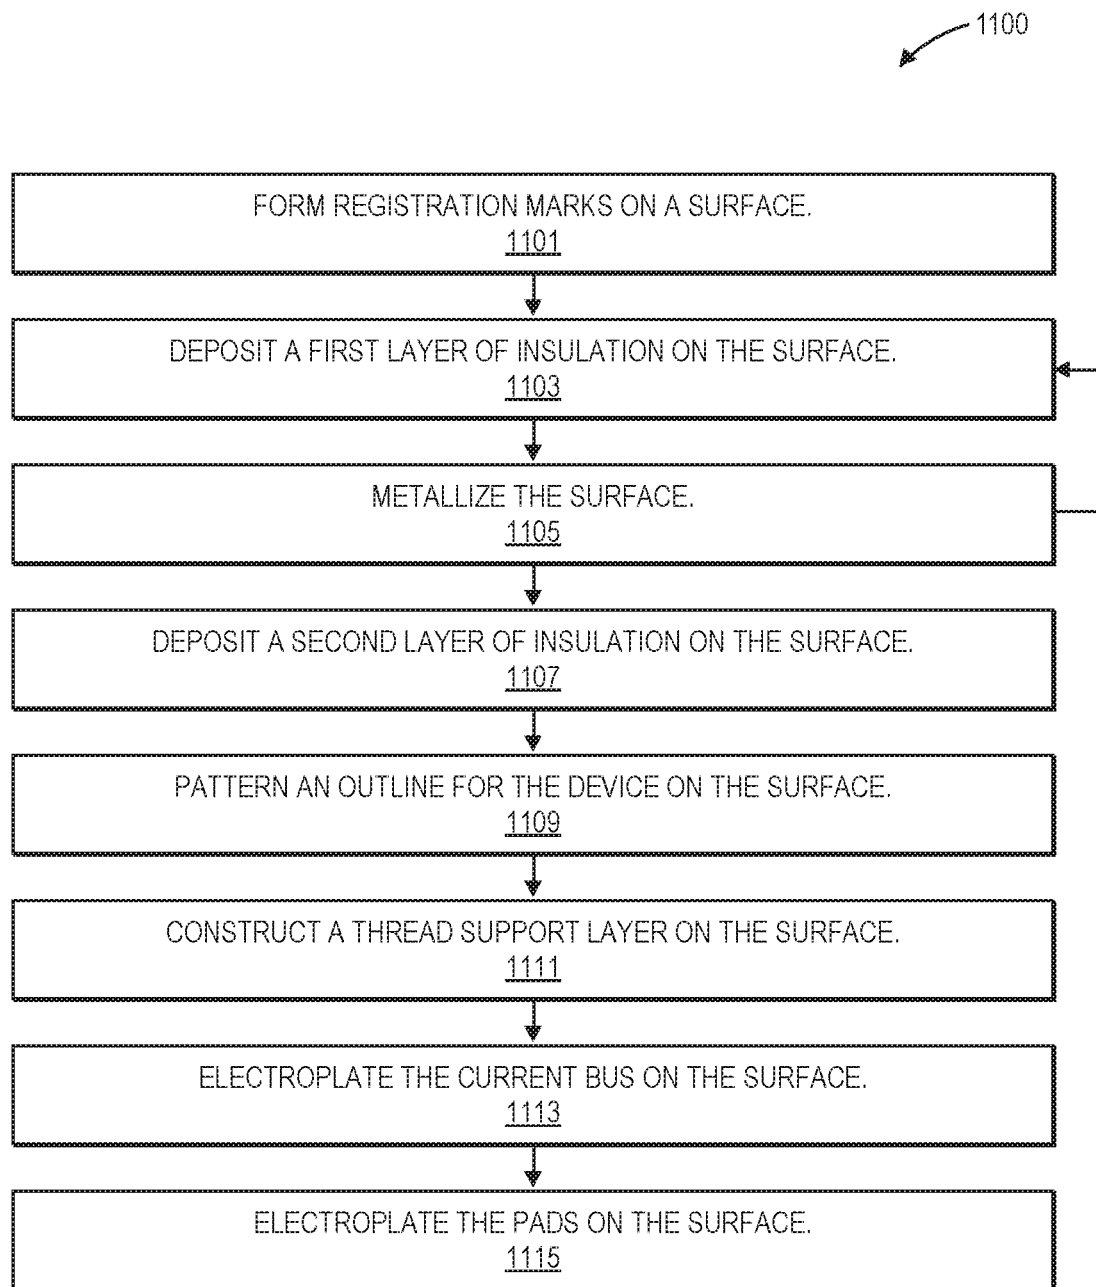 1100
FORM REGISTRATION MARKS ON A SURFACE.
1101
DEPOSIT A FIRST LAYER OF INSULATION ON THE SURFACE.
1103
METALLIZE THE SURFACE.
1105
DEPOSIT A SECOND LAYER OF INSULATION ON THE SURFACE.
1107
PATTERN AN OUTLINE FOR THE DEVICE ON THE SURFACE.
1109
CONSTRUCT A THREAD SUPPORT LAYER ON THE SURFACE.
1111
ELECTROPLATE THE CURRENT BUS ON THE SURFACE.
1113
ELECTROPLATE THE PADS ON THE SURFACE.
1115